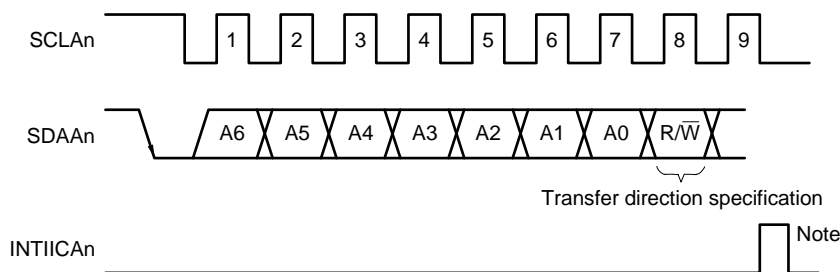 SCLAn 1 2 3 4 5 6 7 8 9
SDAAn A6 A5 A4 A3 A2 A1 A0 R/W̅
Transfer direction specification
INTIICAn Note